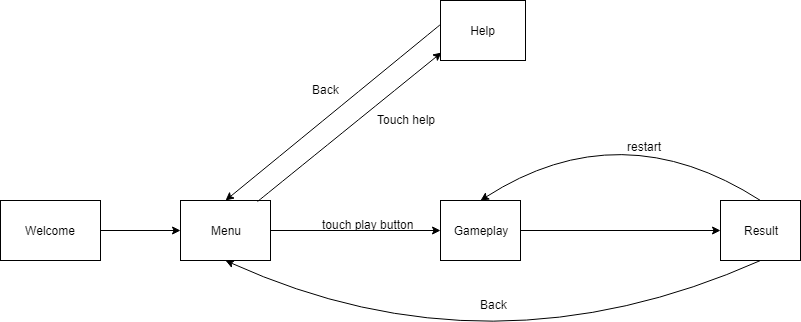 Help
Back
Touch help
restart
Welcome
Menu
touch play button
Gameplay
Result
Back